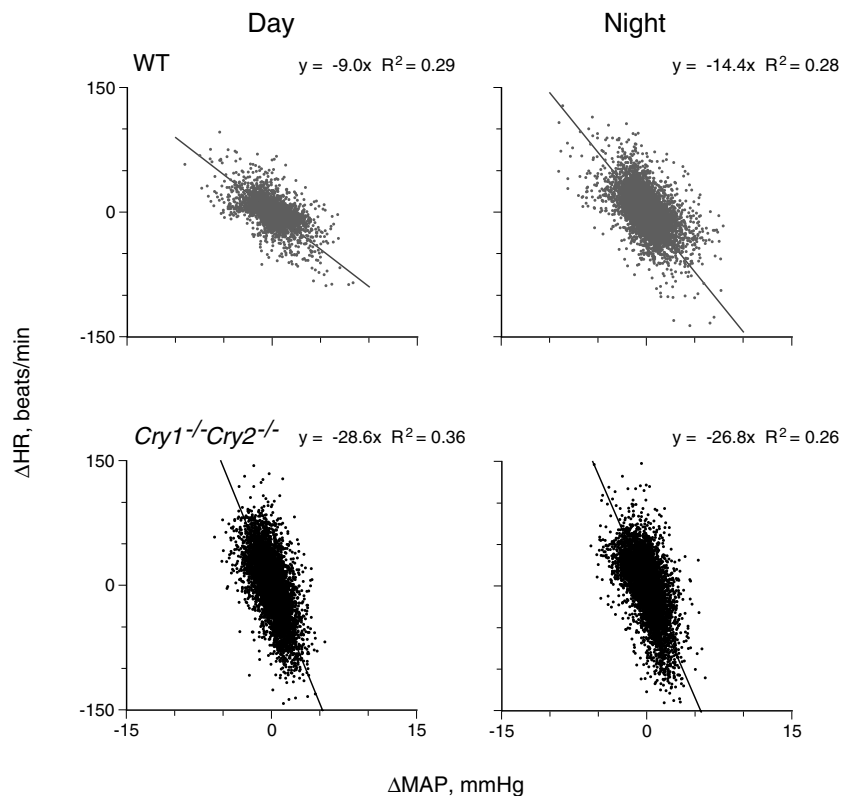 Day Night
WT y = -9.0x R² = 0.29 y = -14.4x R² = 0.28
150
0
-150
ΔHR, beats/min
Cry1⁻/⁻Cry2⁻/⁻ y = -28.6x R² = 0.36 y = -26.8x R² = 0.26
150
0
-150
-15 0 15 -15 0 15
ΔMAP, mmHg